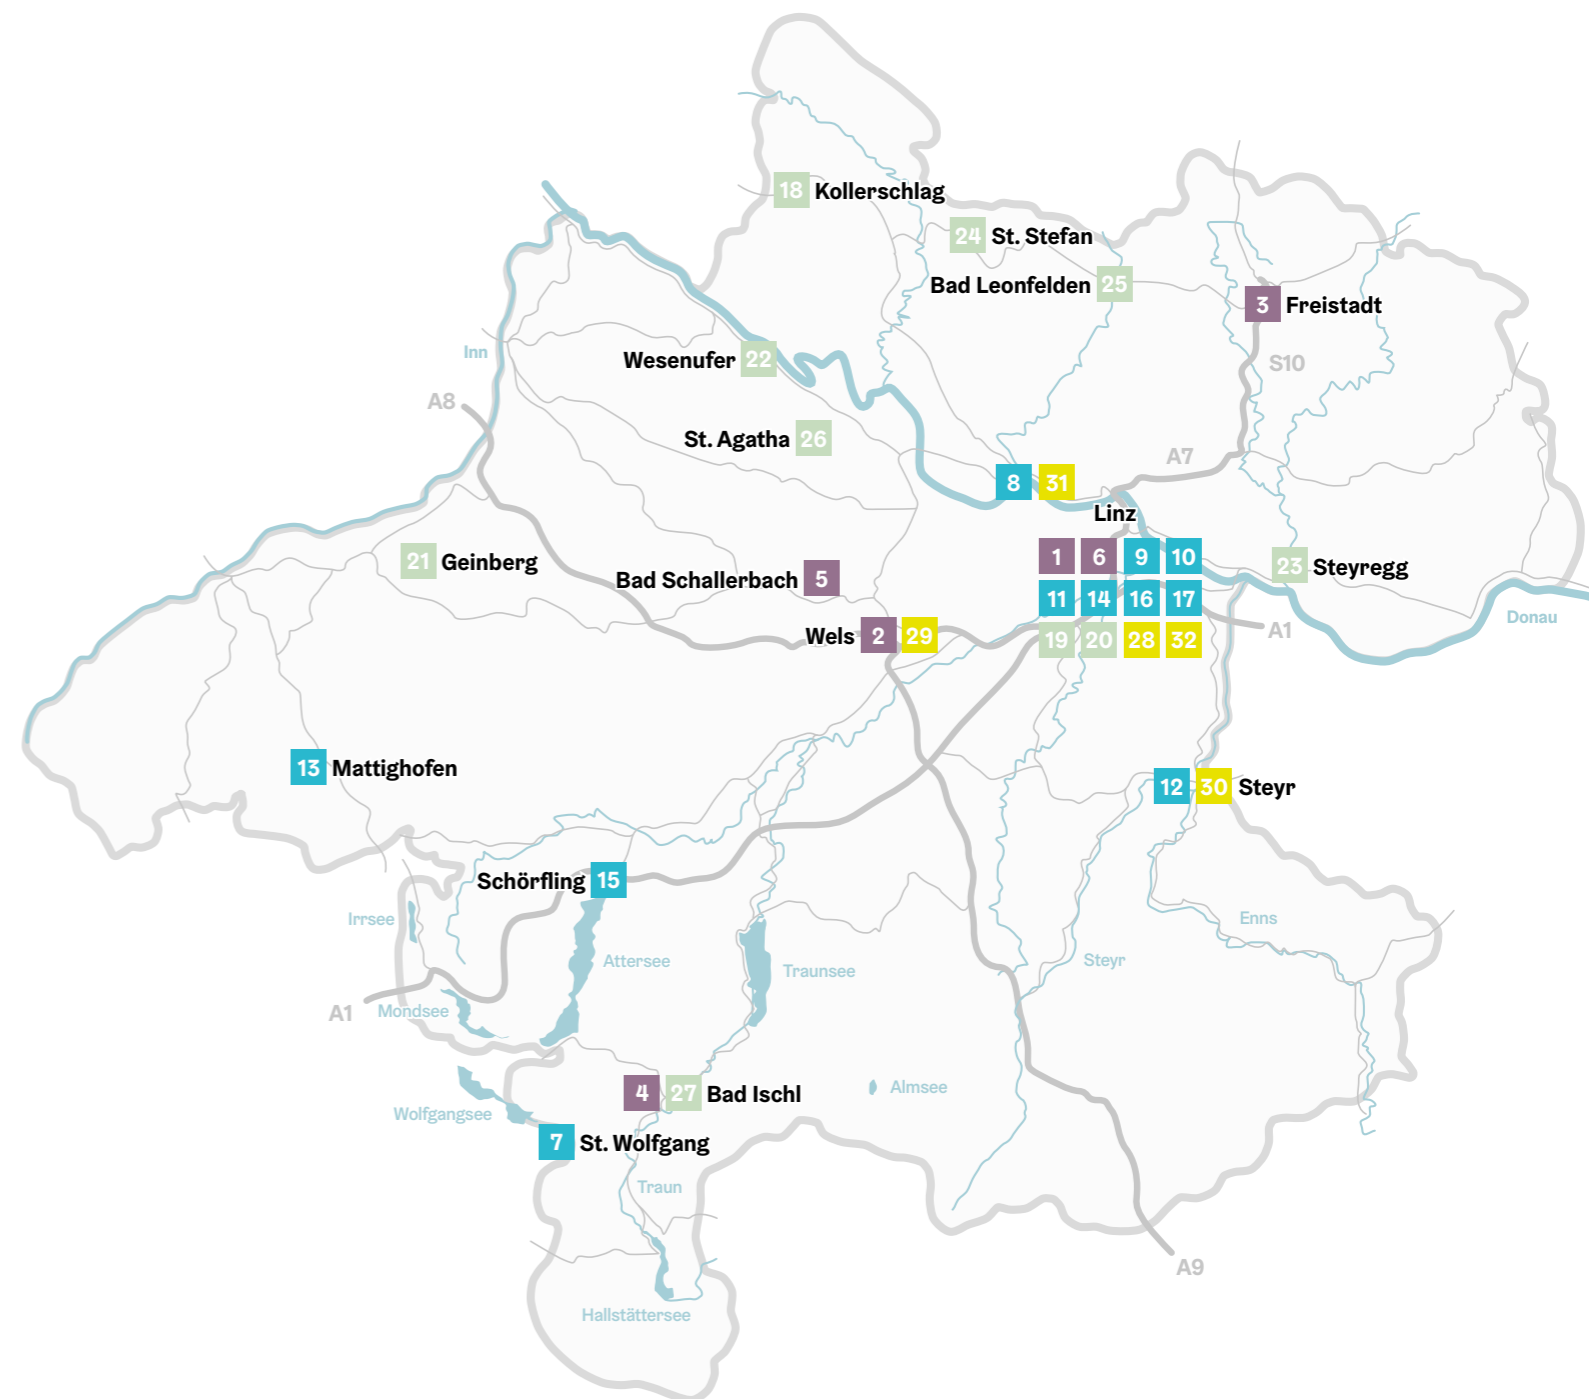 18 Kollerschlag
24 St. Stefan
Bad Leonfelden 25
3 Freistadt
Inn
Wesenufer 22
S10
A8
St. Agatha 26
A7
8 31
Linz
1 6 9 10
21 Geinberg
Bad Schallerbach 5
23 Steyregg
11 14 16 17
Donau
A1
Wels 2 29
19 20 28 32
13 Mattighofen
12 30 Steyr
Schörfling 15
Irrsee
Enns
Attersee
Steyr
Traunsee
A1
Mondsee
Almsee
4 27 Bad Ischl
Wolfgangsee
7 St. Wolfgang
Traun
A9
Hallstättersee